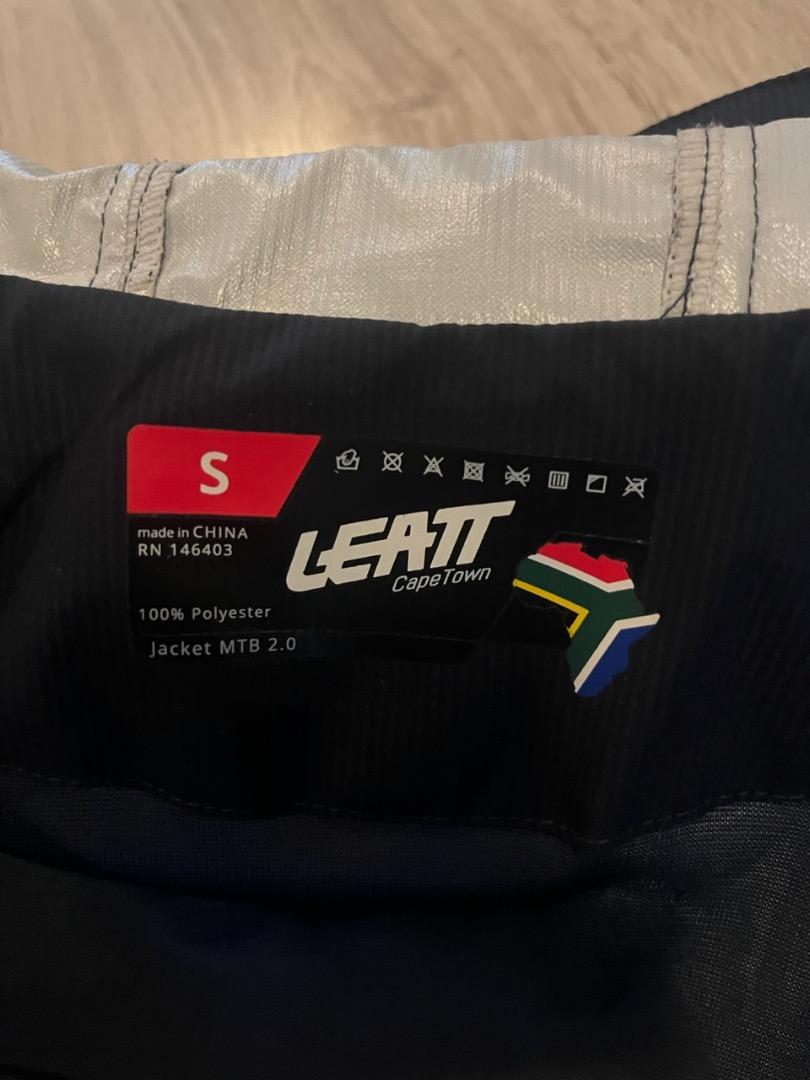 S
made in CHINA
RN 146403
LEATT
CapeTown
100% Polyester
Jacket MTB 2.0